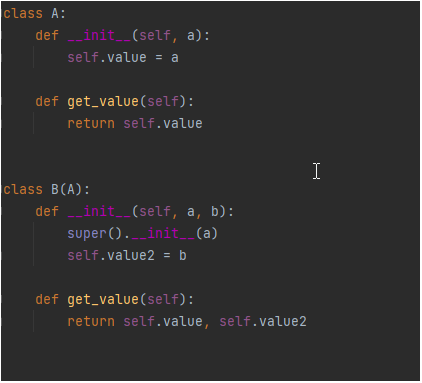 class A:
    def __init__(self, a):
        self.value = a

    def get_value(self):
        return self.value


class B(A):
    def __init__(self, a, b):
        super().__init__(a)
        self.value2 = b

    def get_value(self):
        return self.value, self.value2